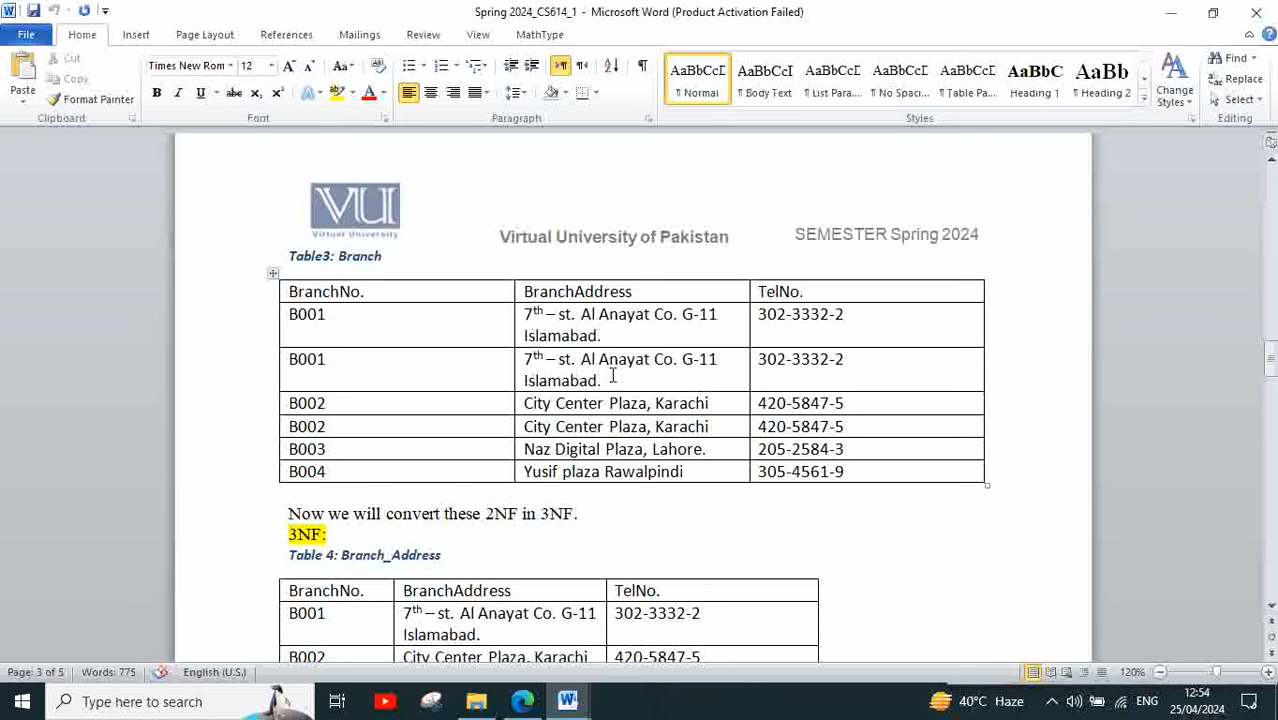 Spring 2024_CS614_1 - Microsoft Word (Product Activation Failed)
File Home Insert Page Layout References Mailings Review View MathType
Cut
Copy
Format Painter
Paste
Clipboard
Times New Rom 12
Font
Paragraph
AaBbCcI AaBbCcI AaBbCcI AaBbCcI AaBbCcI AaBbC AaBb
¶ Normal ¶ Body Text ¶ List Para... ¶ No Spaci... ¶ Table Pa... Heading 1 ¶ Heading 2
Change
Styles
Styles
Find
Replace
Select
Editing
VU
Virtual University
Virtual University of Pakistan
SEMESTER Spring 2024
Table3: Branch
BranchNo. BranchAddress TelNo.
B001 7th – st. Al Anayat Co. G-11 302-3332-2
Islamabad.
B001 7th – st. Al Anayat Co. G-11 302-3332-2
Islamabad.
B002 City Center Plaza, Karachi 420-5847-5
B002 City Center Plaza, Karachi 420-5847-5
B003 Naz Digital Plaza, Lahore. 205-2584-3
B004 Yusif plaza Rawalpindi 305-4561-9
Now we will convert these 2NF in 3NF.
3NF:
Table 4: Branch_Address
BranchNo. BranchAddress TelNo.
B001 7th – st. Al Anayat Co. G-11 302-3332-2
Islamabad.
B002 City Center Plaza, Karachi 420-5847-5
Page: 3 of 5 Words: 775 English (U.S.) 120%
Type here to search
40°C Haze ENG
12:54
25/04/2024